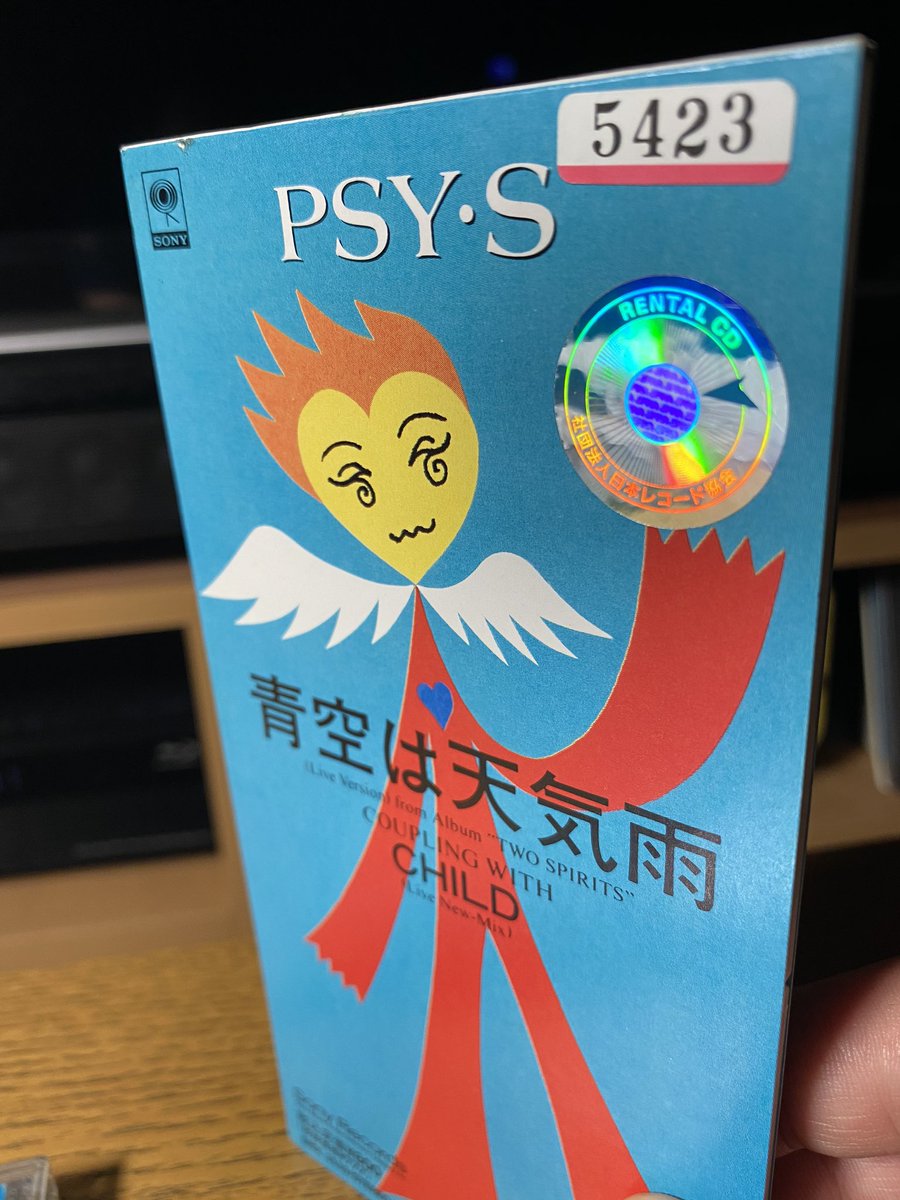 5423
SONY
PSY・S
RENTAL CD
社団法人日本レコード協会
青空は天気雨
(Live Version) from Album "TWO SPIRITS"
COUPLING WITH
CHILD
(Live New-Mix)